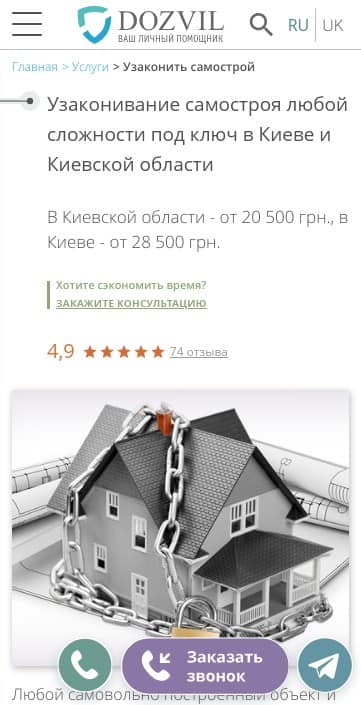 DOZVIL
ВАШ ЛИЧНЫЙ ПОМОЩНИК
RU | UK
Главная > Услуги > Узаконить самострой
Узаконивание самостроя любой
сложности под ключ в Киеве и
Киевской области
В Киевской области - от 20 500 грн., в
Киеве - от 28 500 грн.
Хотите сэкономить время?
ЗАКАЖИТЕ КОНСУЛЬТАЦИЮ
4,9 ★★★★★ 74 отзыва
Заказать
звонок
Любой самовольно построенный объект и